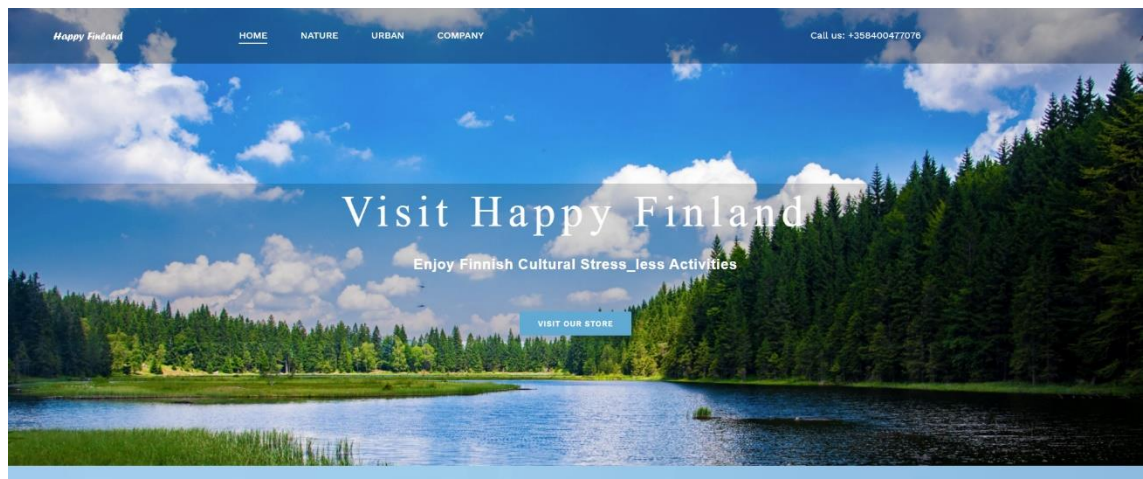 Happy Finland HOME NATURE URBAN COMPANY Call us: +358400477076
Visit Happy Finland
Enjoy Finnish Cultural Stress_less Activities
VISIT OUR STORE